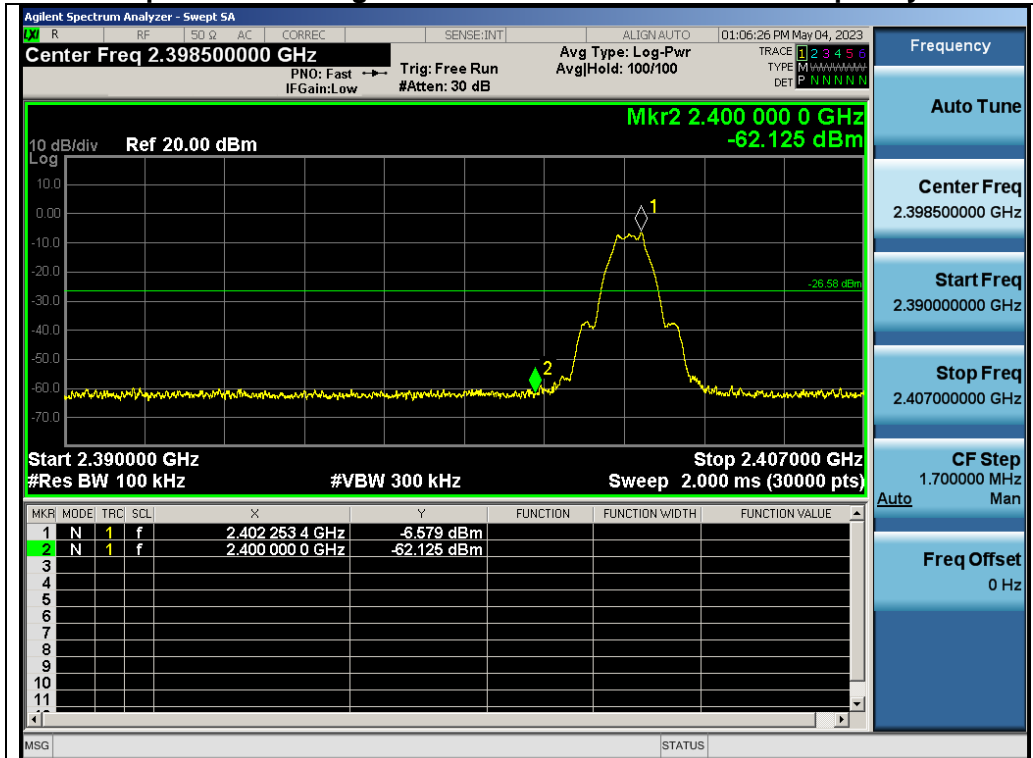 Agilent Spectrum Analyzer - Swept SA
LXI R RF 50 Ω AC CORREC SENSE:INT ALIGN AUTO 01:06:26 PM May 04, 2023
Center Freq 2.398500000 GHz
PNO: Fast
IFGain:Low
Trig: Free Run
#Atten: 30 dB
Avg Type: Log-Pwr
Avg|Hold: 100/100
TRACE 1 2 3 4 5 6
TYPE M WWWWW
DET P N N N N N
Mkr2 2.400 000 0 GHz
-62.125 dBm
10 dB/div Ref 20.00 dBm
Log
10.0
0.00
-10.0
-20.0
-30.0
-40.0
-50.0
-60.0
-70.0
1
-26.58 dBm
2
Start 2.390000 GHz Stop 2.407000 GHz
#Res BW 100 kHz #VBW 300 kHz Sweep 2.000 ms (30000 pts)
MKR MODE TRC SCL X Y FUNCTION FUNCTION WIDTH FUNCTION VALUE
1 N 1 f 2.402 253 4 GHz -6.579 dBm
2 N 1 f 2.400 000 0 GHz -62.125 dBm
3
4
5
6
7
8
9
10
11
MSG STATUS
Frequency
Auto Tune
Center Freq
2.398500000 GHz
Start Freq
2.390000000 GHz
Stop Freq
2.407000000 GHz
CF Step
1.700000 MHz
Auto Man
Freq Offset
0 Hz